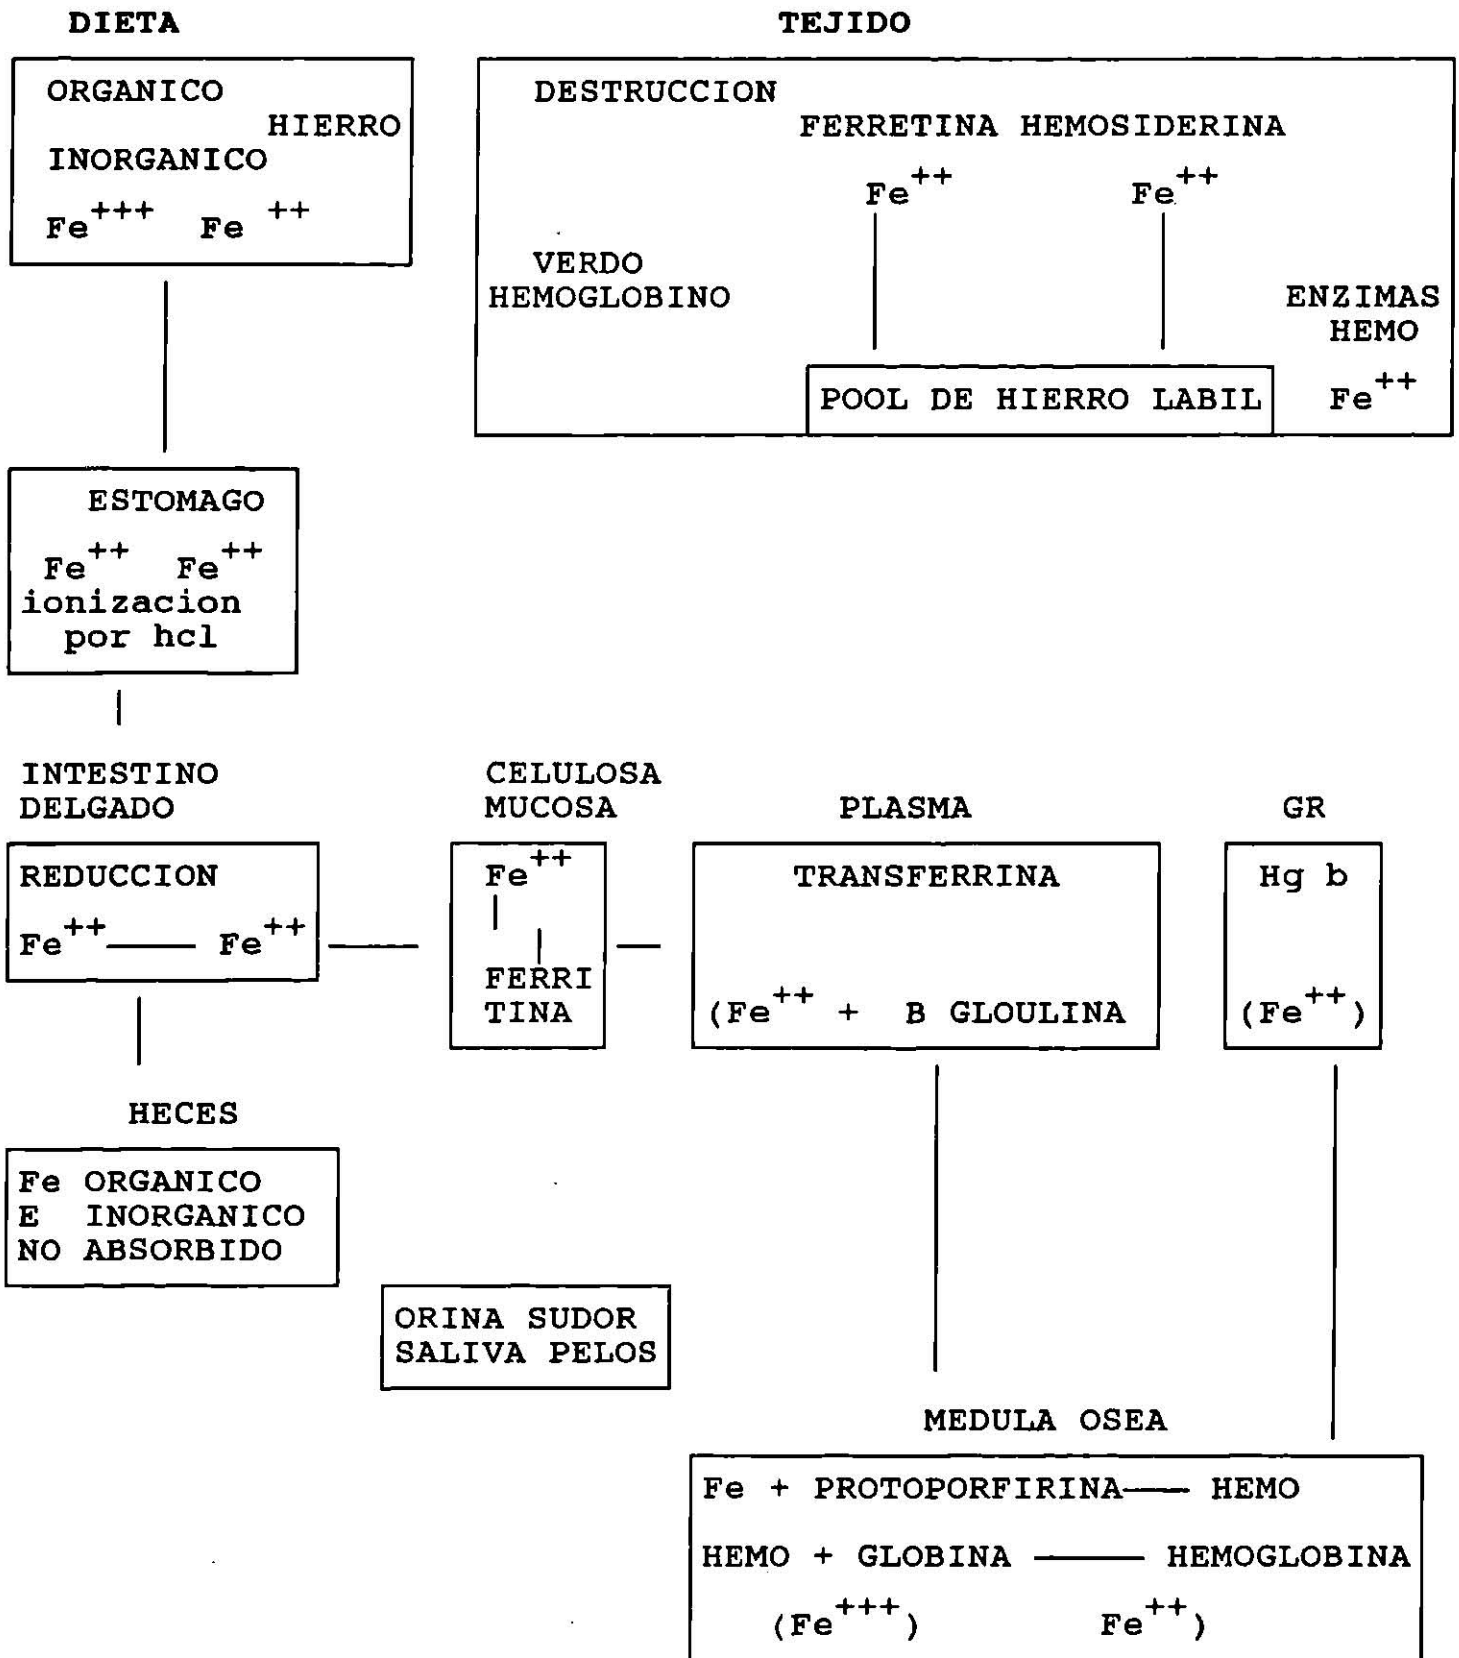 DIETA
ORGANICO
HIERRO
INORGANICO
Fe+++ Fe ++
TEJIDO
DESTRUCCION
FERRETINA HEMOSIDERINA
Fe++ Fe++
VERDO
HEMOGLOBINO
ENZIMAS
HEMO
POOL DE HIERRO LABIL
Fe++
ESTOMAGO
Fe++ Fe++
ionizacion
por hcl
INTESTINO
DELGADO
REDUCCION
Fe++ —— Fe++
CELULOSA
MUCOSA
Fe++
FERRI
TINA
PLASMA
TRANSFERRINA
(Fe++ + B GLOULINA
GR
Hg b
(Fe++)
HECES
Fe ORGANICO
E INORGANICO
NO ABSORBIDO
ORINA SUDOR
SALIVA PELOS
MEDULA OSEA
Fe + PROTOPORFIRINA—— HEMO
HEMO + GLOBINA —— HEMOGLOBINA
(Fe+++) Fe++)